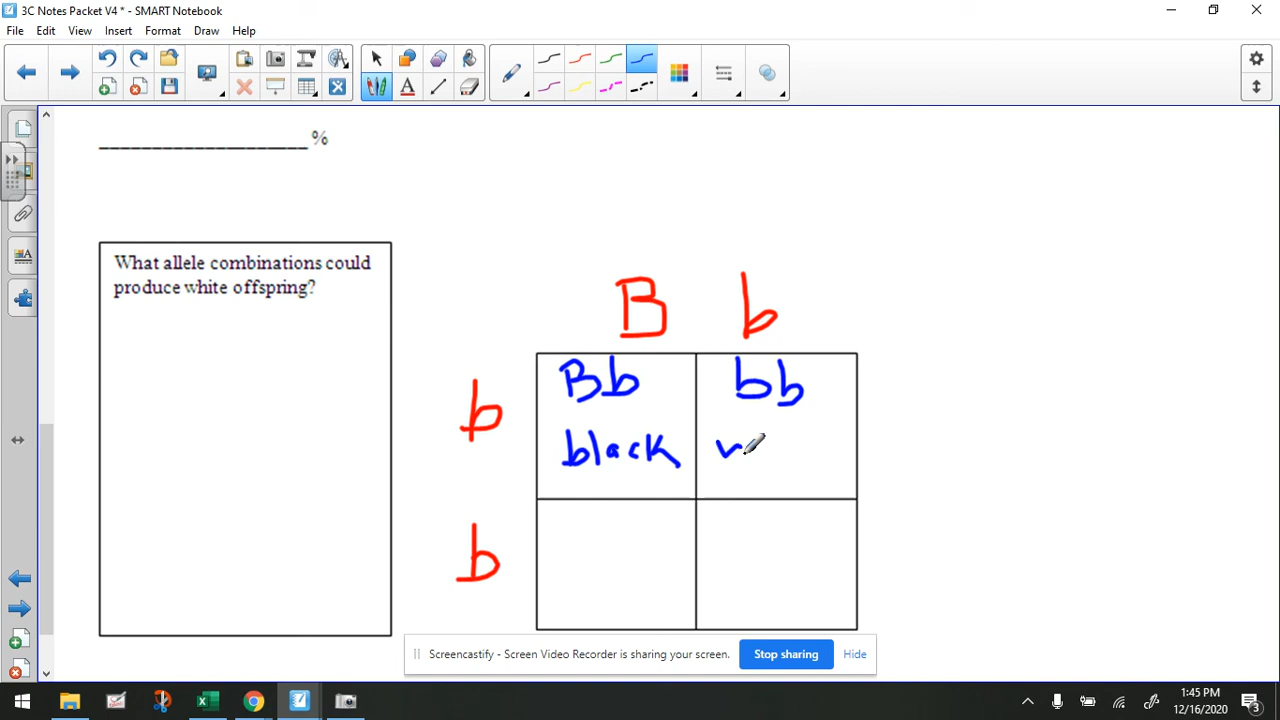 3C Notes Packet V4 * - SMART Notebook
File Edit View Insert Format Draw Help
____________________%
What allele combinations could
produce white offspring?
B b
b Bb bb
black
b
Screencastify - Screen Video Recorder is sharing your screen. Stop sharing Hide
1:45 PM
12/16/2020
3